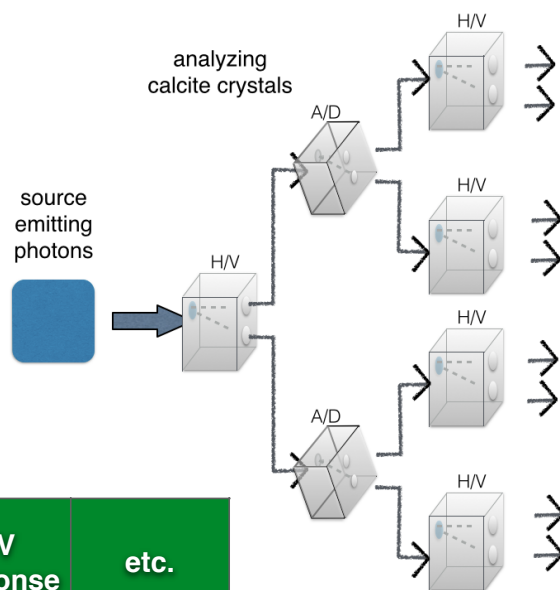 H/V
analyzing
calcite crystals
A/D
source
emitting
photons
H/V
H/V
H/V
A/D
H/V
etc.